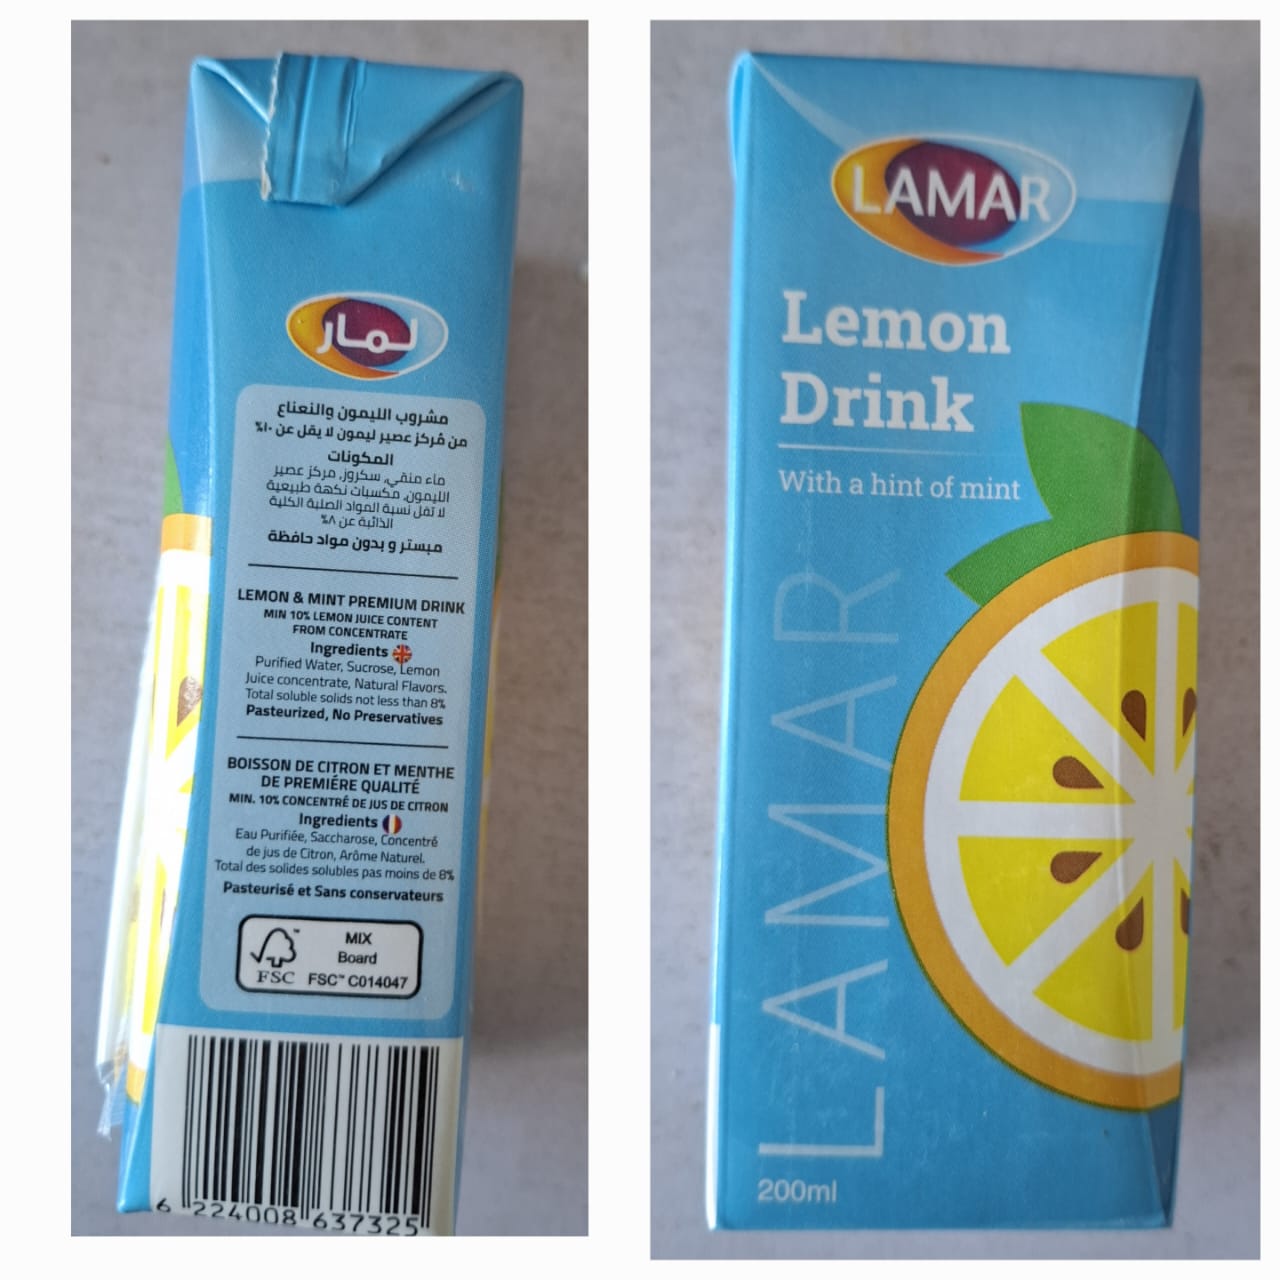 لمار
مشروب الليمون والنعناع
من مُركز عصير ليمون لا يقل عن ١٠%
المكونات
ماء منقي، سكروز، مركز عصير
الليمون، مكسبات نكهة طبيعية
لا تقل نسبة المواد الصلبة الكلية
الذائبة عن ٨%
مبستر و بدون مواد حافظة
LEMON & MINT PREMIUM DRINK
MIN 10% LEMON JUICE CONTENT
FROM CONCENTRATE
Ingredients
Purified Water, Sucrose, Lemon
Juice concentrate, Natural Flavors.
Total soluble solids not less than 8%
Pasteurized, No Preservatives
BOISSON DE CITRON ET MENTHE
DE PREMIÉRE QUALITÉ
MIN. 10% CONCENTRÉ DE JUS DE CITRON
Ingredients
Eau Purifiée, Saccharose, Concentré
de jus de Citron, Arôme Naturel.
Total des solides solubles pas moins de 8%
Pasteurisé et Sans conservateurs
FSC™
MIX
Board
FSC™ C014047
6 224008 637325
LAMAR
Lemon
Drink
With a hint of mint
LAMAR
200ml